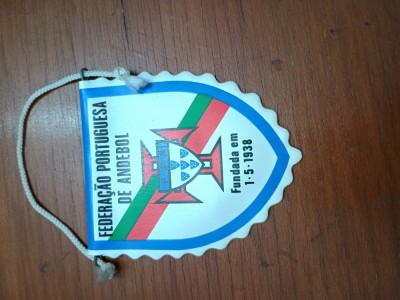 FEDERAÇÃO PORTUGUESA
DE ANDEBOL
Fundada em
1-5-1938